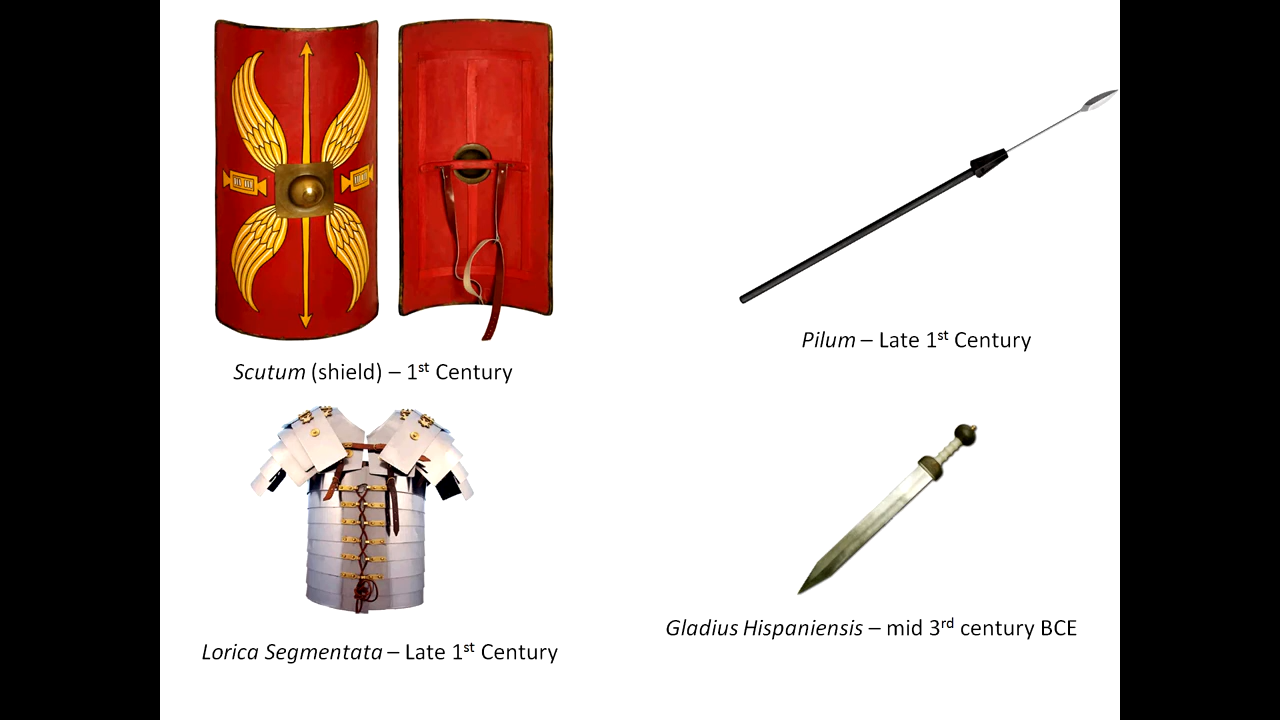 Scutum (shield) – 1st Century
Pilum – Late 1st Century
Lorica Segmentata – Late 1st Century
Gladius Hispaniensis – mid 3rd century BCE